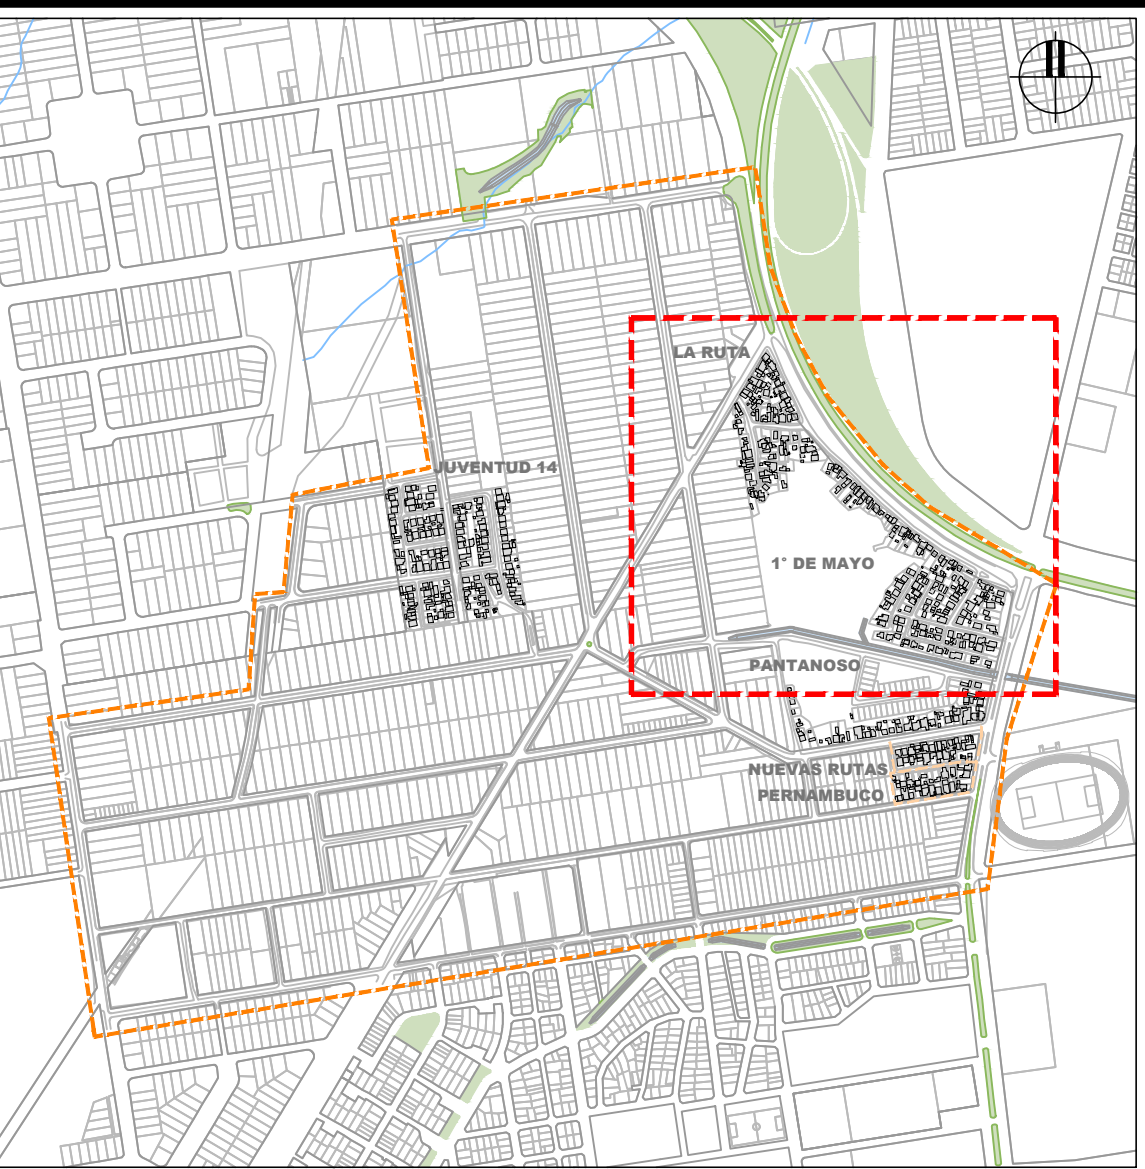 LA RUTA
JUVENTUD 14
1° DE MAYO
PANTANOSO
NUEVAS RUTAS
PERNAMBUCO